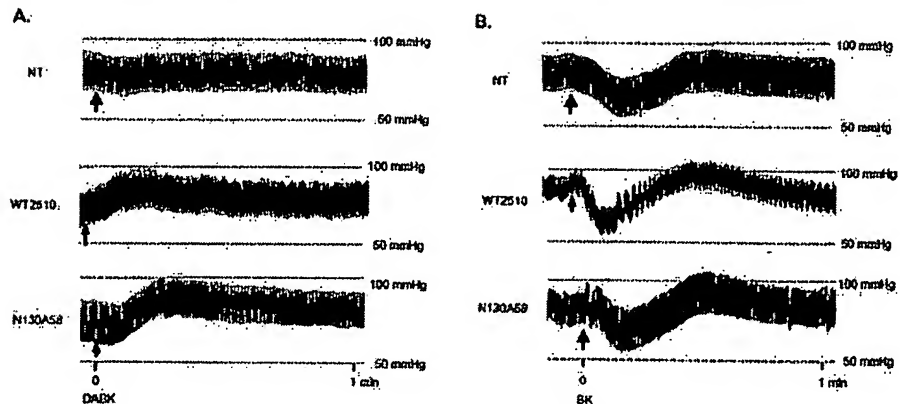 A.
100 mmHg
NT
50 mmHg
100 mmHg
WT2510
50 mmHg
100 mmHg
N130A58
50 mmHg
0
1 min
DABK
B.
100 mmHg
NT
50 mmHg
100 mmHg
WT2510
50 mmHg
100 mmHg
N130A58
50 mmHg
0
1 min
BK